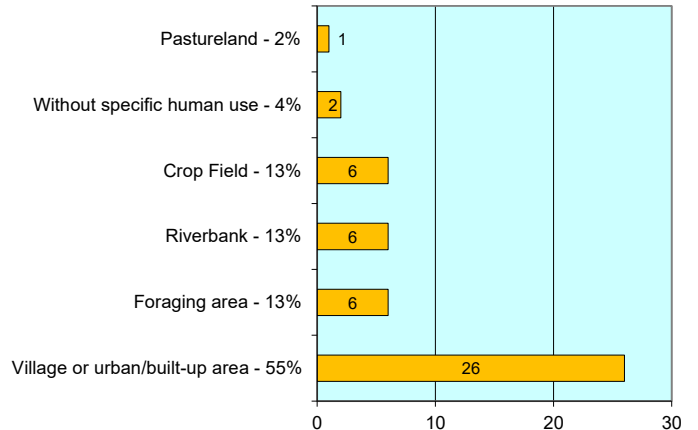 Pastureland - 2% 1
Without specific human use - 4% 2
Crop Field - 13% 6
Riverbank - 13% 6
Foraging area - 13% 6
Village or urban/built-up area - 55% 26
0 10 20 30